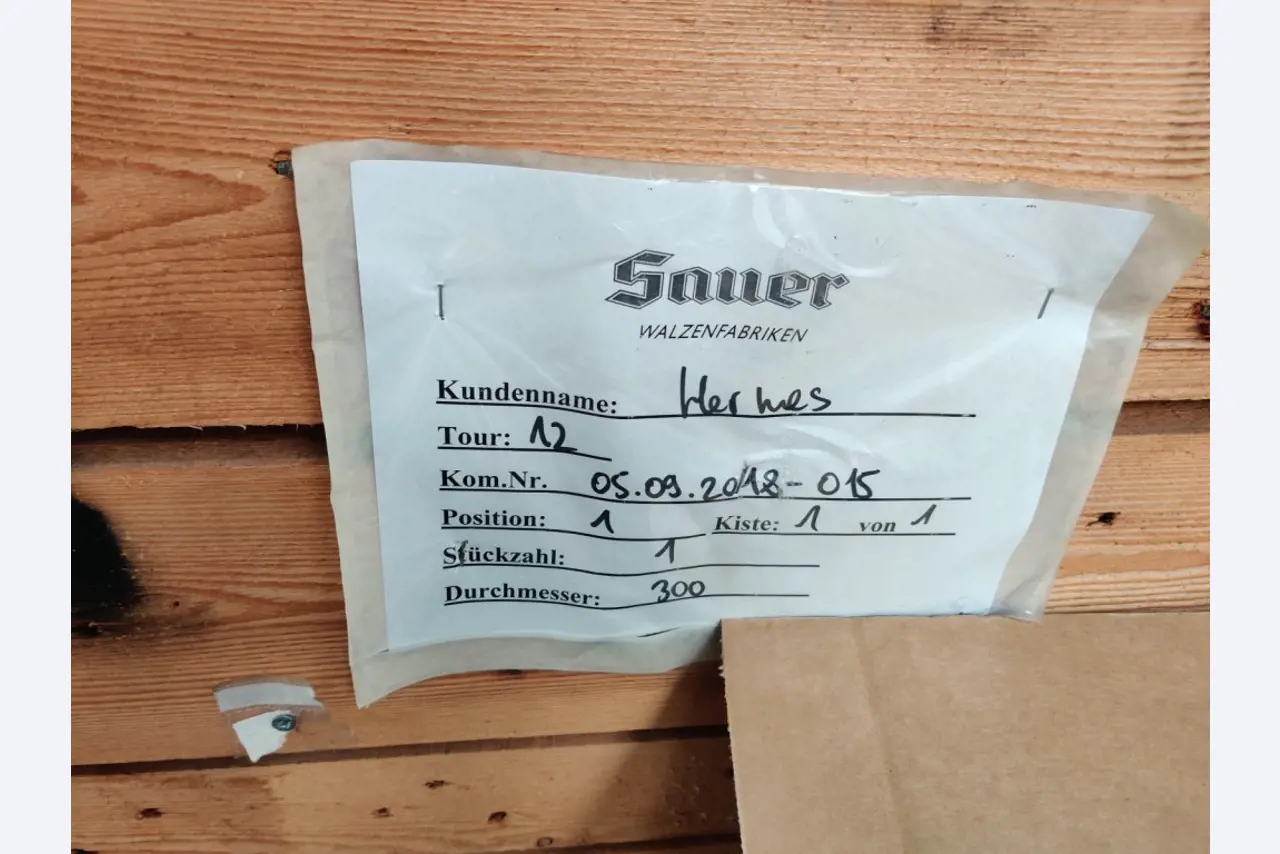 Sauer
WALZENFABRIKEN
Kundenname: Hermes
Tour: 12
Kom.Nr. 05.09.2018-015
Position: 1 Kiste: 1 von 1
Stückzahl: 1
Durchmesser: 300